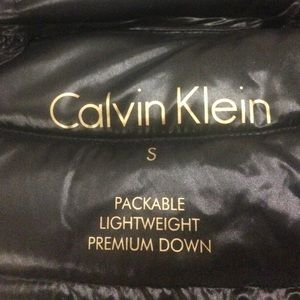 Calvin Klein
S
PACKABLE
LIGHTWEIGHT
PREMIUM DOWN